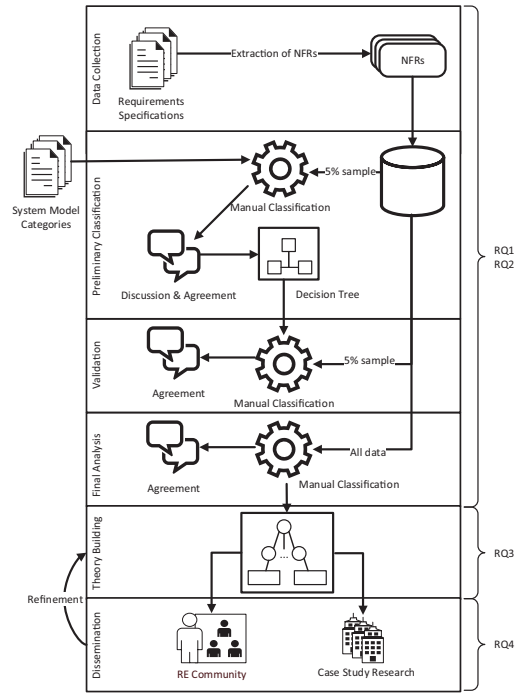 Data Collection
Requirements
Specifications
Extraction of NFRs
NFRs
System Model
Categories
Preliminary Classification
5% sample
Manual Classification
Discussion & Agreement
Decision Tree
RQ1
RQ2
Validation
5% sample
Agreement
Manual Classification
Final Analysis
All data
Agreement
Manual Classification
Theory Building
...
RQ3
Refinement
Dissemination
RE Community
Case Study Research
RQ4